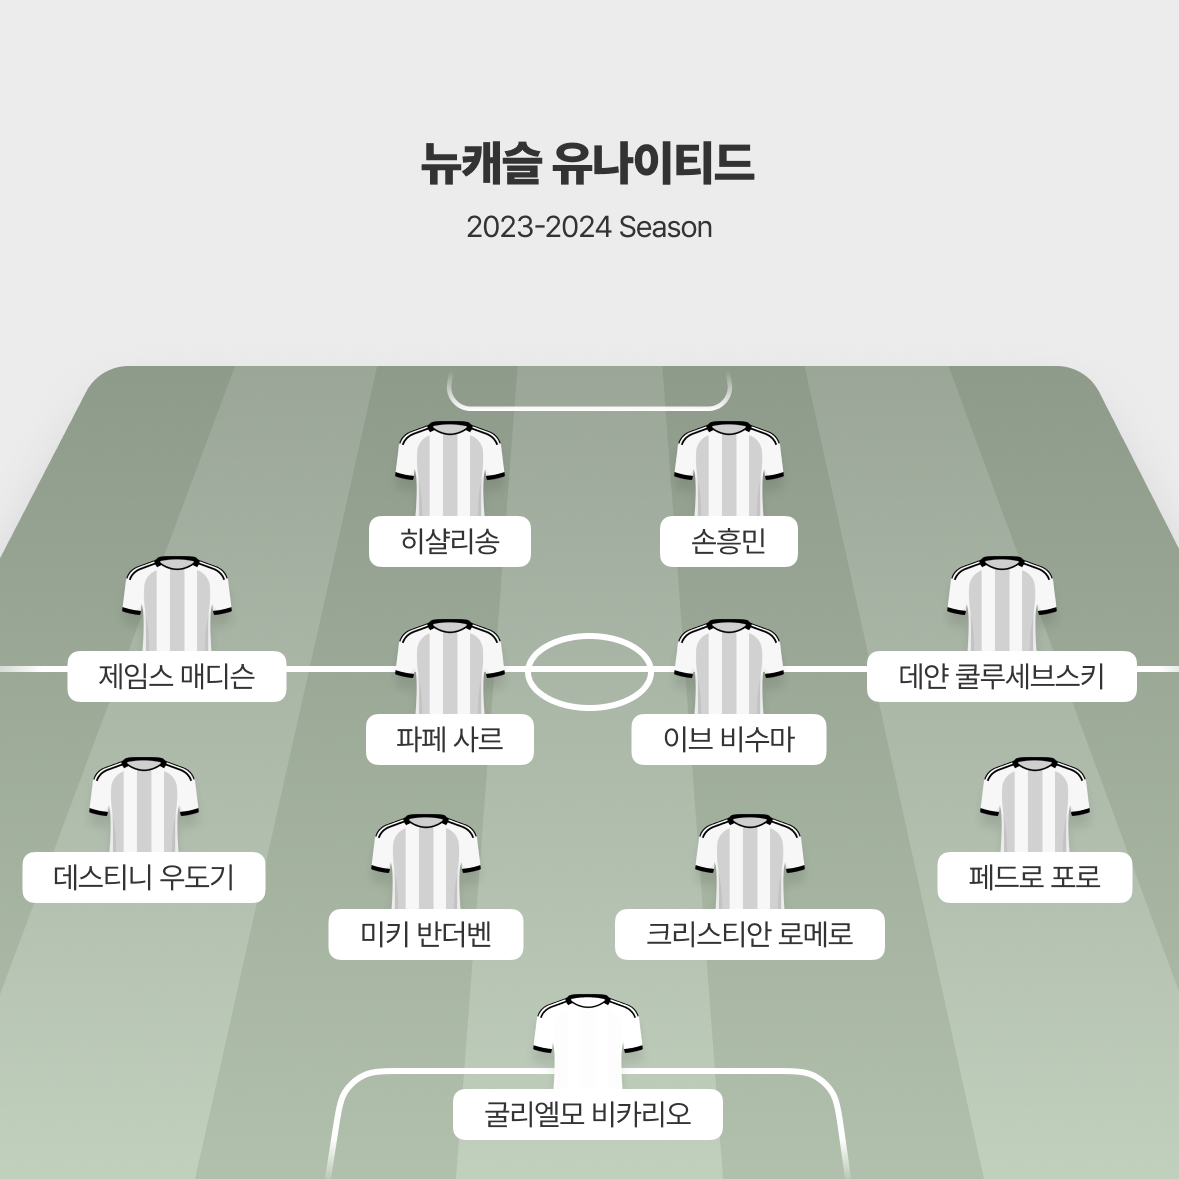 뉴캐슬 유나이티드
2023-2024 Season
히샬리송
손흥민
제임스 매디슨
데얀 쿨루세브스키
파페 사르
이브 비수마
데스티니 우도기
페드로 포로
미키 반더벤
크리스티안 로메로
굴리엘모 비카리오